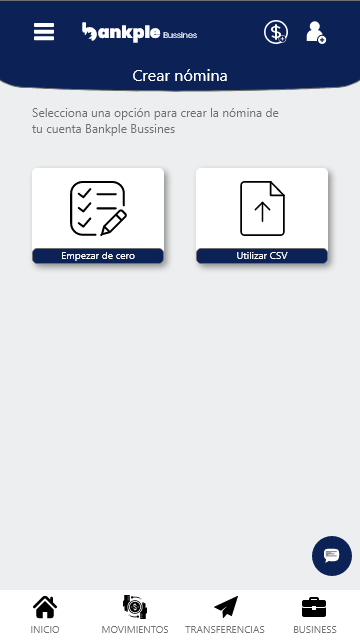 Bankple Bussines
Crear nómina
Selecciona una opción para crear la nómina de
tu cuenta Bankple Bussines
Empezar de cero
Utilizar CSV
INICIO
MOVIMIENTOS
TRANSFERENCIAS
BUSINESS